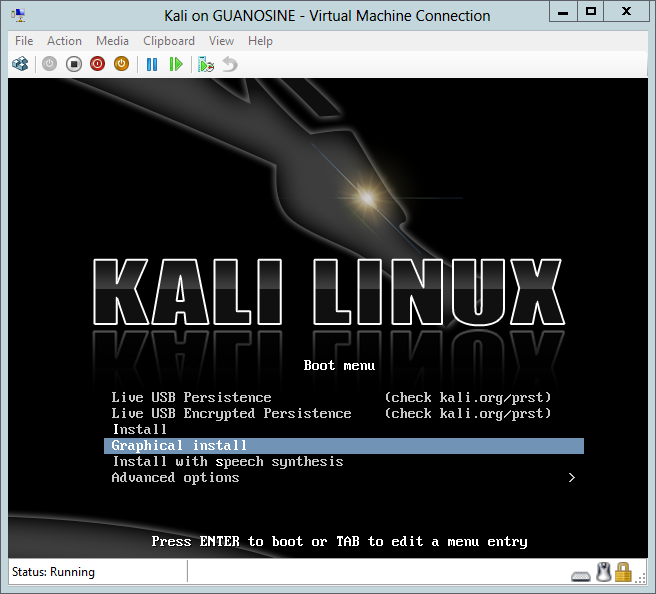 Kali on GUANOSINE - Virtual Machine Connection
File Action Media Clipboard View Help
KALI LINUX
Boot menu
Live USB Persistence (check kali.org/prst)
Live USB Encrypted Persistence (check kali.org/prst)
Install
Graphical install
Install with speech synthesis
Advanced options >
Press ENTER to boot or TAB to edit a menu entry
Status: Running